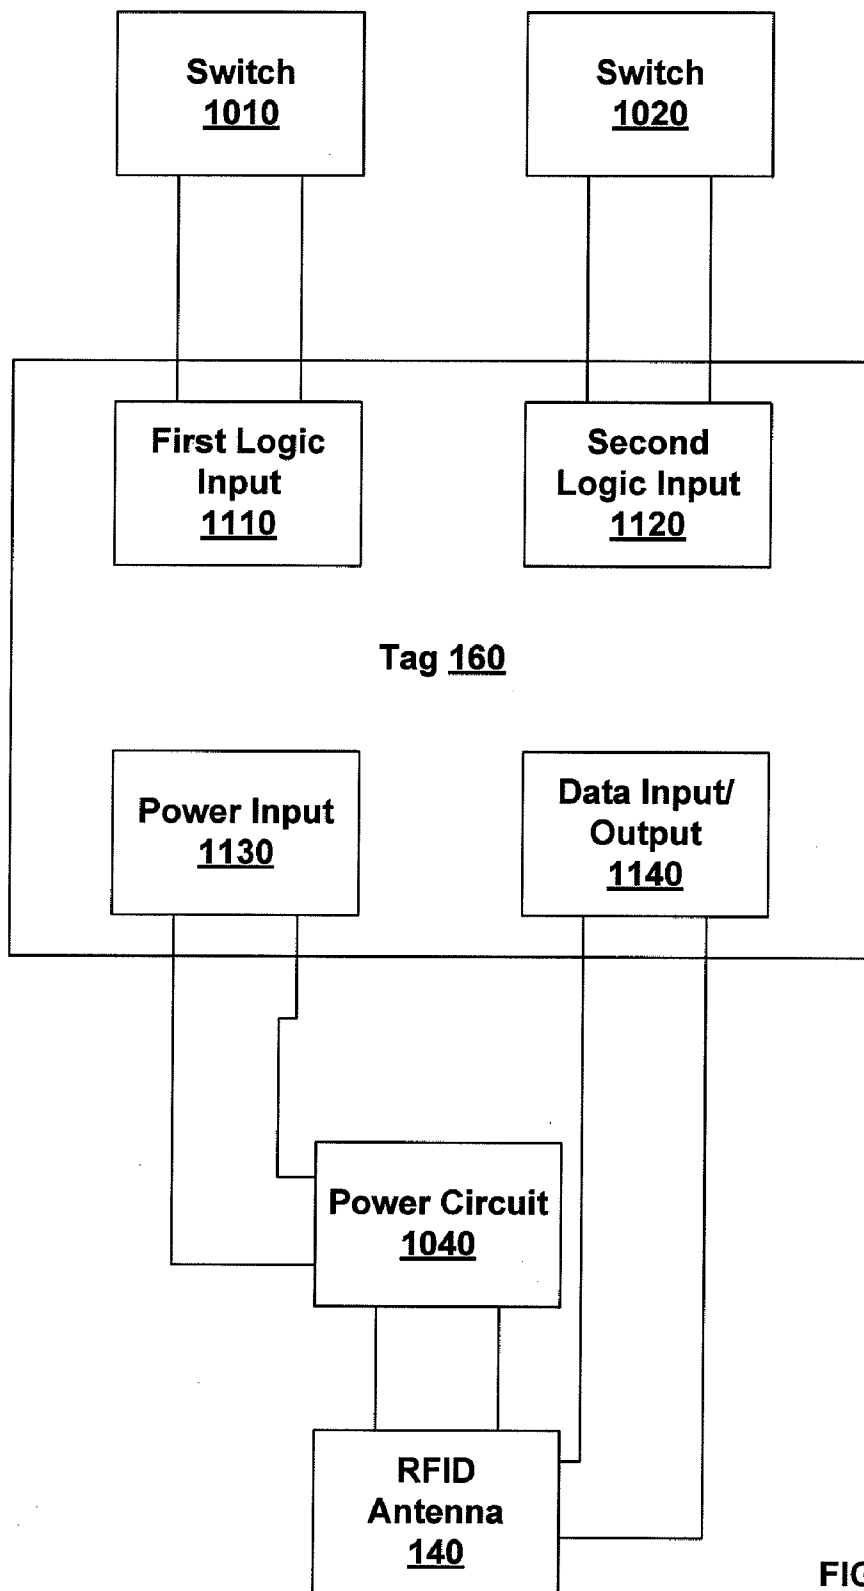 Switch
1010
Switch
1020
First Logic
Input
1110
Second
Logic Input
1120
Tag 160
Power Input
1130
Data Input/
Output
1140
Power Circuit
1040
RFID
Antenna
140
FIG